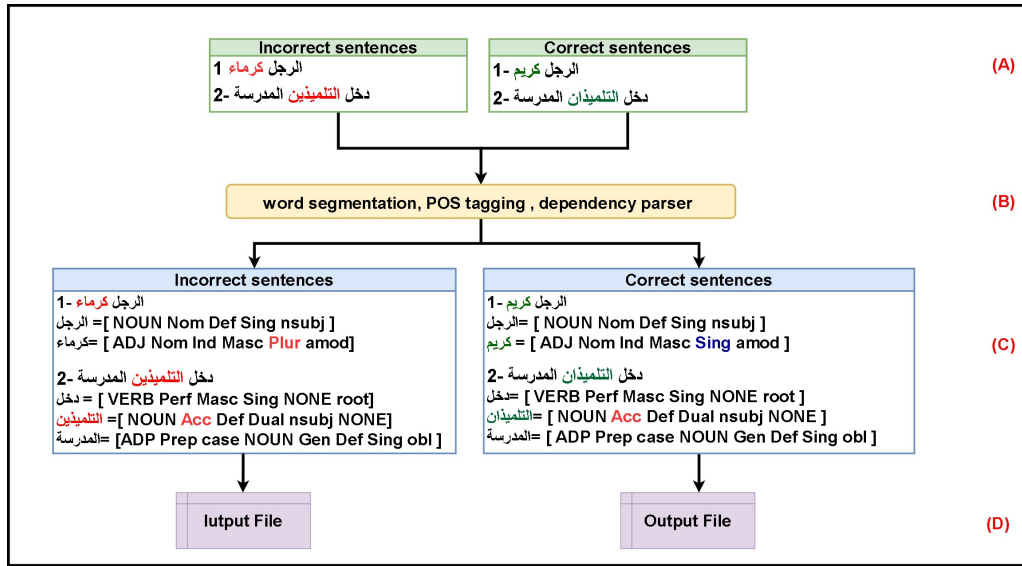 Incorrect sentences
1 الرجل كرماء
2- دخل التلميذين المدرسة
Correct sentences
1- الرجل كريم
2- دخل التلميذان المدرسة
(A)
word segmentation, POS tagging , dependency parser
(B)
Incorrect sentences
1- الرجل كرماء
الرجل =[ NOUN Nom Def Sing nsubj ]
كرماء=[ ADJ Nom Ind Masc Plur amod]
2- دخل التلميذين المدرسة
دخل = [ VERB Perf Masc Sing NONE root]
التلميذين =[ NOUN Acc Def Dual nsubj NONE]
المدرسة= [ADP Prep case NOUN Gen Def Sing obl ]
Correct sentences
1- الرجل كريم
الرجل=[ NOUN Nom Def Sing nsubj ]
كريم = [ ADJ Nom Ind Masc Sing amod ]
2- دخل التلميذان المدرسة
دخل= [ VERB Perf Masc Sing NONE root ]
التلميذان= [ NOUN Acc Def Dual nsubj NONE ]
المدرسة= [ ADP Prep case NOUN Gen Def Sing obl ]
(C)
Iutput File
Output File
(D)